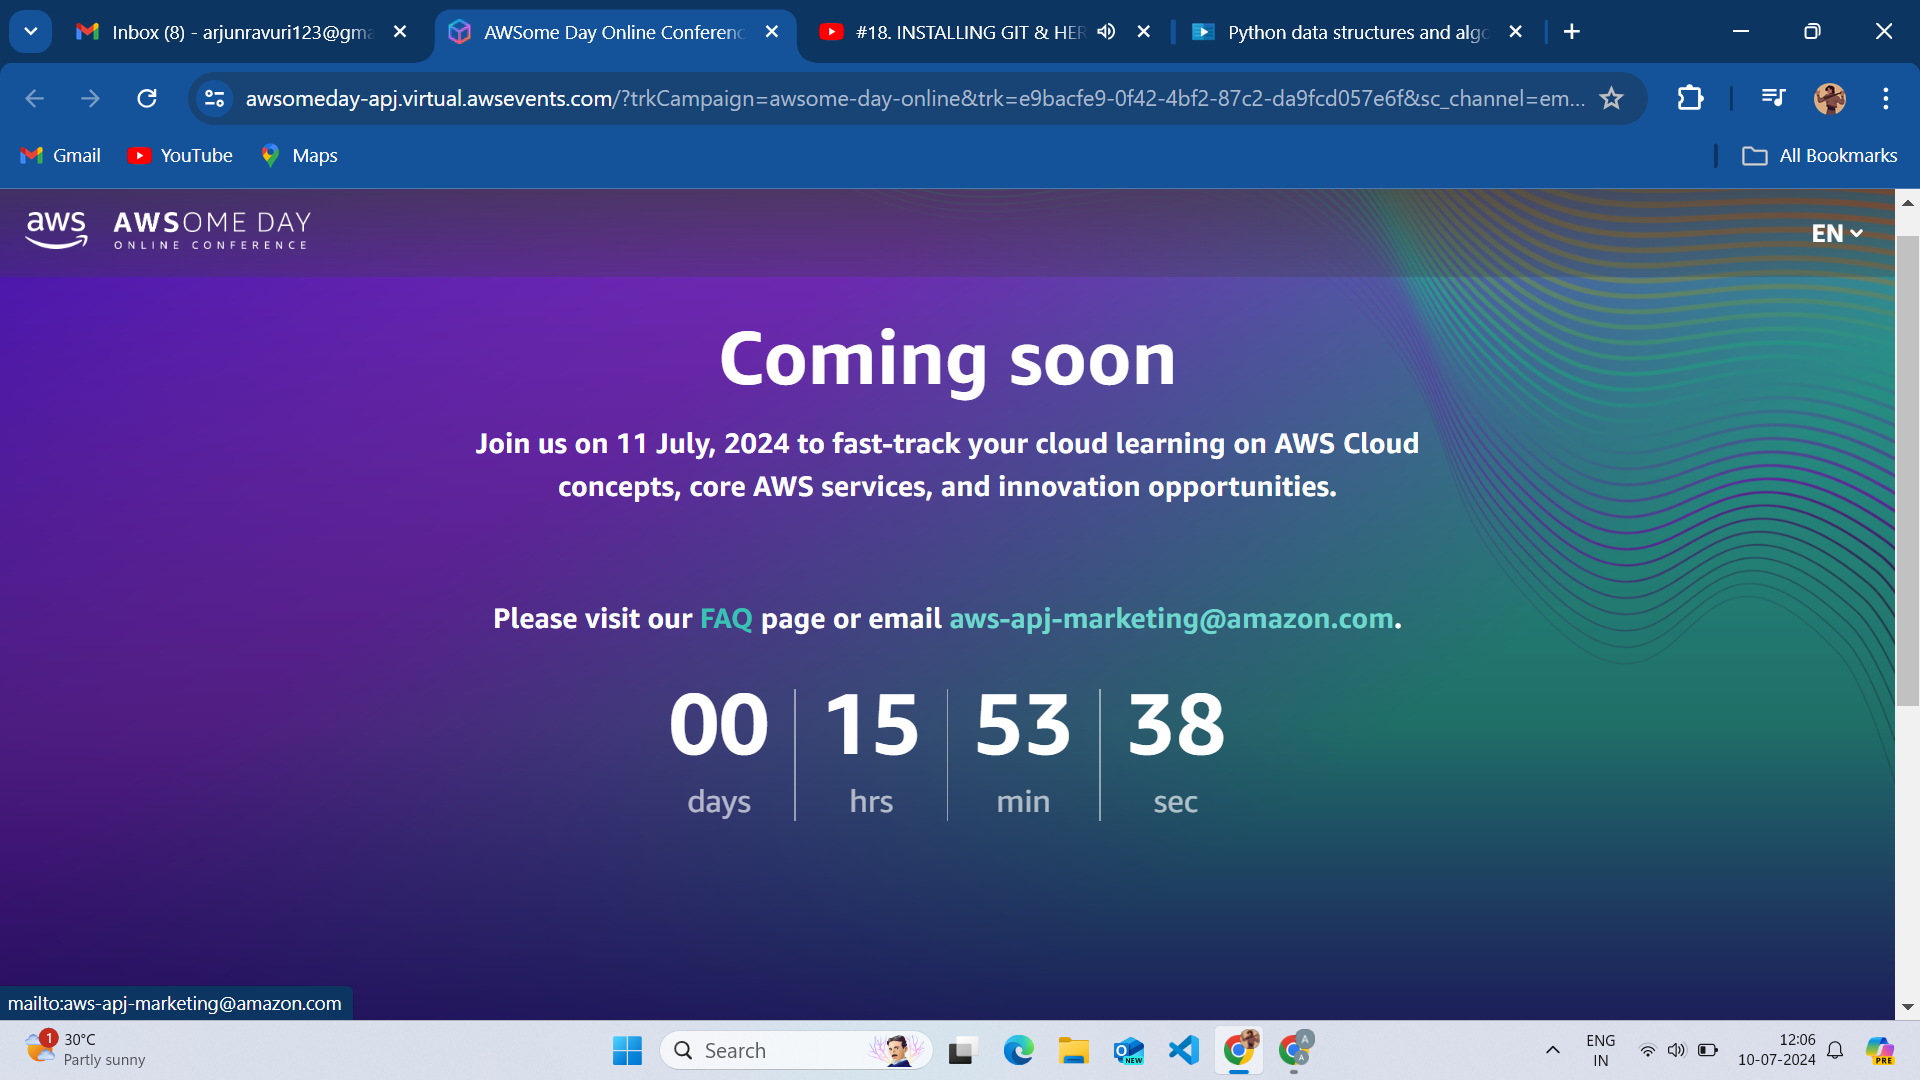 Inbox (8) - arjunravuri123@gma
AWSome Day Online Conferenc
#18. INSTALLING GIT & HER
Python data structures and algo
awsomeday-apj.virtual.awsevents.com/?trkCampaign=awsome-day-online&trk=e9bacfe9-0f42-4bf2-87c2-da9fcd057e6f&sc_channel=em...
Gmail
YouTube
Maps
All Bookmarks
aws
AWSOME DAY
ONLINE CONFERENCE
EN
Coming soon
Join us on 11 July, 2024 to fast-track your cloud learning on AWS Cloud
concepts, core AWS services, and innovation opportunities.
Please visit our FAQ page or email aws-apj-marketing@amazon.com.
00 15 53 38
days hrs min sec
mailto:aws-apj-marketing@amazon.com
1
30°C
Partly sunny
Search
NEW
A
A
ENG
IN
12:06
10-07-2024
PRE